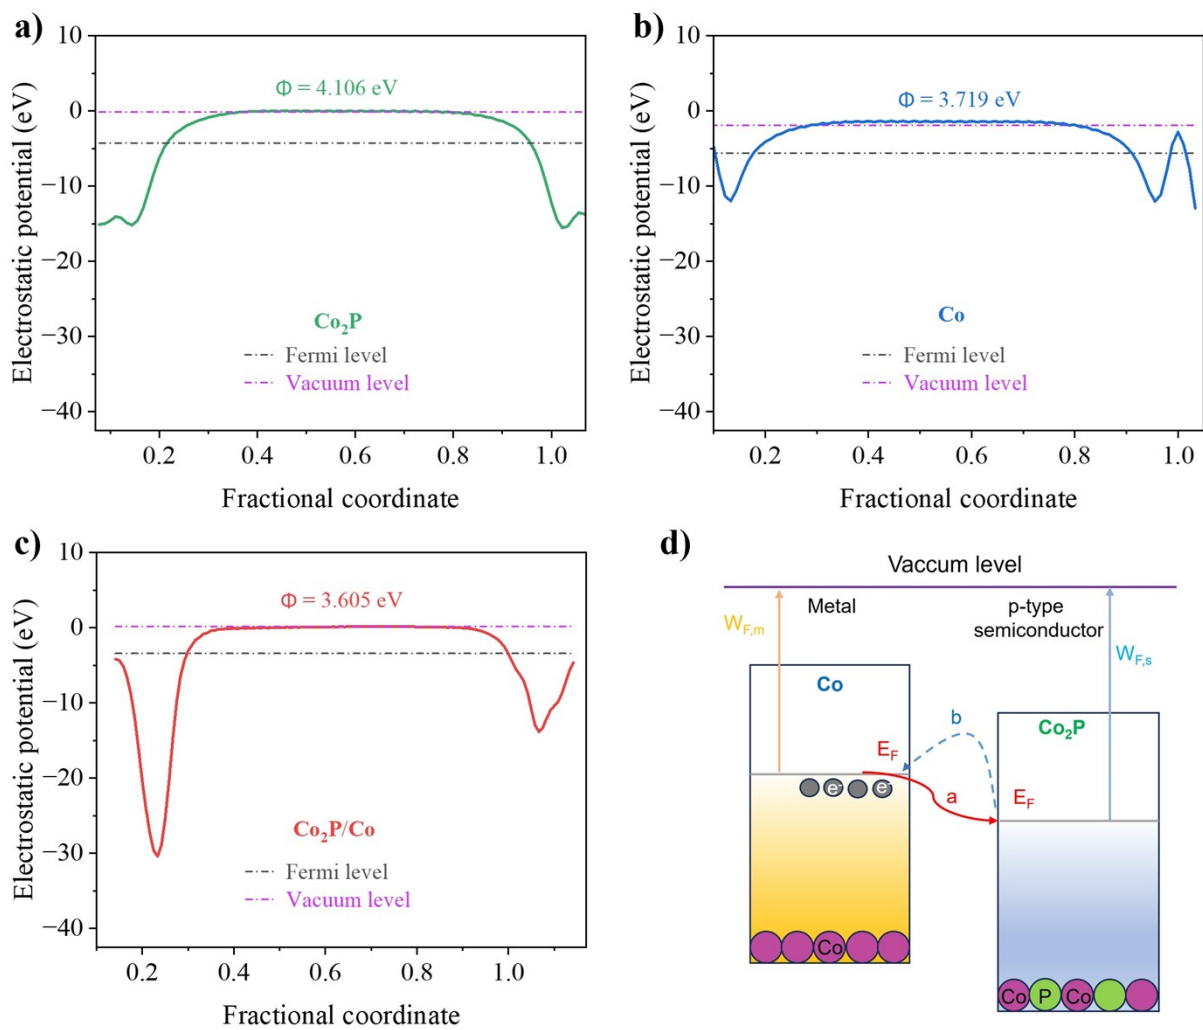 a)
Electrostatic potential (eV)
10
0
−10
−20
−30
−40
Φ = 4.106 eV
Co₂P
Fermi level
Vacuum level
0.2 0.4 0.6 0.8 1.0
Fractional coordinate
b)
Electrostatic potential (eV)
10
0
−10
−20
−30
−40
Φ = 3.719 eV
Co
Fermi level
Vacuum level
0.2 0.4 0.6 0.8 1.0
Fractional coordinate
c)
Electrostatic potential (eV)
10
0
−10
−20
−30
−40
Φ = 3.605 eV
Co₂P/Co
Fermi level
Vacuum level
0.2 0.4 0.6 0.8 1.0
Fractional coordinate
d)
Vaccum level
Metal
p-type
semiconductor
W_F,m
W_F,s
Co
Co₂P
b
E_F
e⁻ e⁻
a
E_F
Co
Co P Co